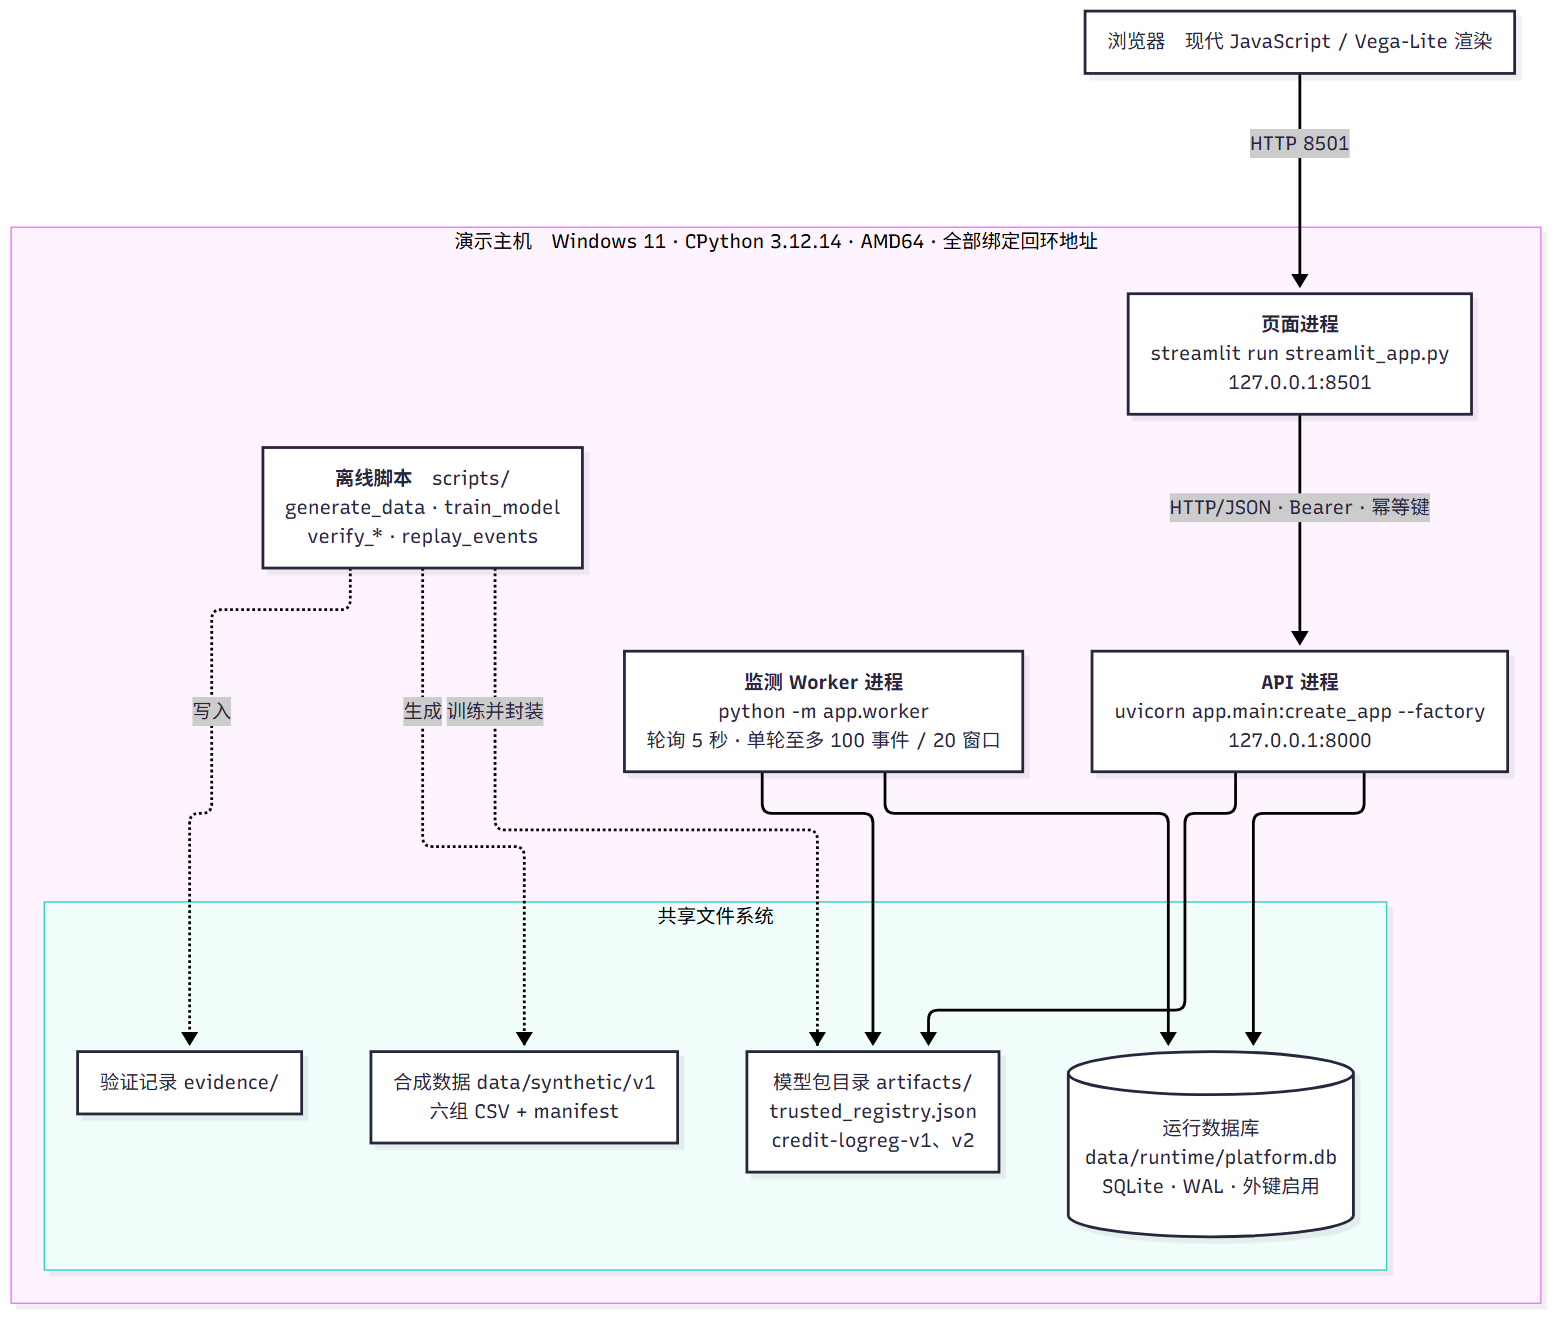 浏览器　现代 JavaScript / Vega-Lite 渲染
HTTP 8501
演示主机　Windows 11 · CPython 3.12.14 · AMD64 · 全部绑定回环地址
页面进程
streamlit run streamlit_app.py
127.0.0.1:8501
离线脚本　scripts/
generate_data · train_model
verify_* · replay_events
HTTP/JSON · Bearer · 幂等键
监测 Worker 进程
python -m app.worker
轮询 5 秒 · 单轮至多 100 事件 / 20 窗口
API 进程
uvicorn app.main:create_app --factory
127.0.0.1:8000
写入
生成
训练并封装
共享文件系统
验证记录 evidence/
合成数据 data/synthetic/v1
六组 CSV + manifest
模型包目录 artifacts/
trusted_registry.json
credit-logreg-v1、v2
运行数据库
data/runtime/platform.db
SQLite · WAL · 外键启用